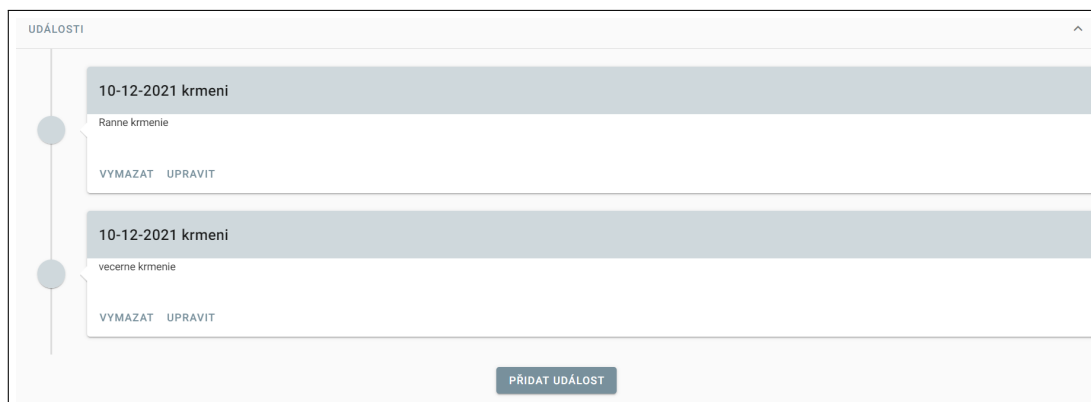 UDÁLOSTI
10-12-2021 krmeni
Ranne krmenie
VYMAZAT UPRAVIT
10-12-2021 krmeni
vecerne krmenie
VYMAZAT UPRAVIT
PŘIDAT UDÁLOST